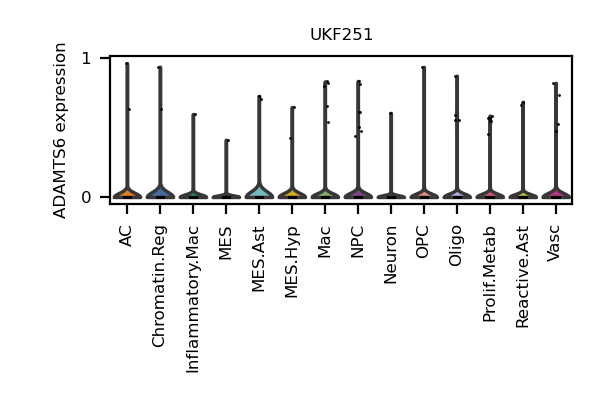 UKF251
ADAMTS6 expression
1
0
AC
Chromatin.Reg
Inflammatory.Mac
MES
MES.Ast
MES.Hyp
Mac
NPC
Neuron
OPC
Oligo
Prolif.Metab
Reactive.Ast
Vasc